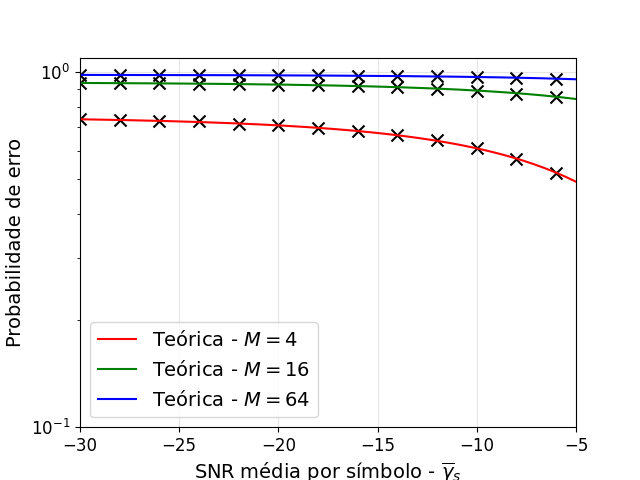 10⁰
Probabilidade de erro
Teórica - M = 4
Teórica - M = 16
Teórica - M = 64
10⁻¹
−30 −25 −20 −15 −10 −5
SNR média por símbolo - γ̅ₛ